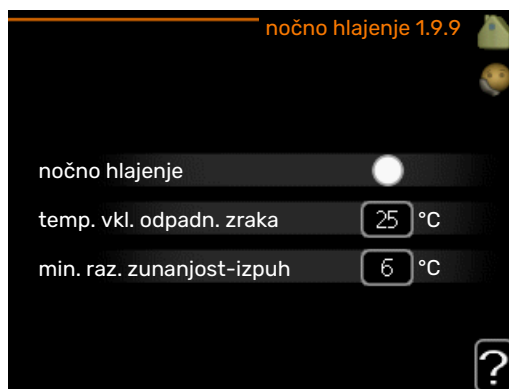 nočno hlajenje 1.9.9
nočno hlajenje
temp. vkl. odpadn. zraka 25 °C
min. raz. zunanjost-izpuh 6 °C
?